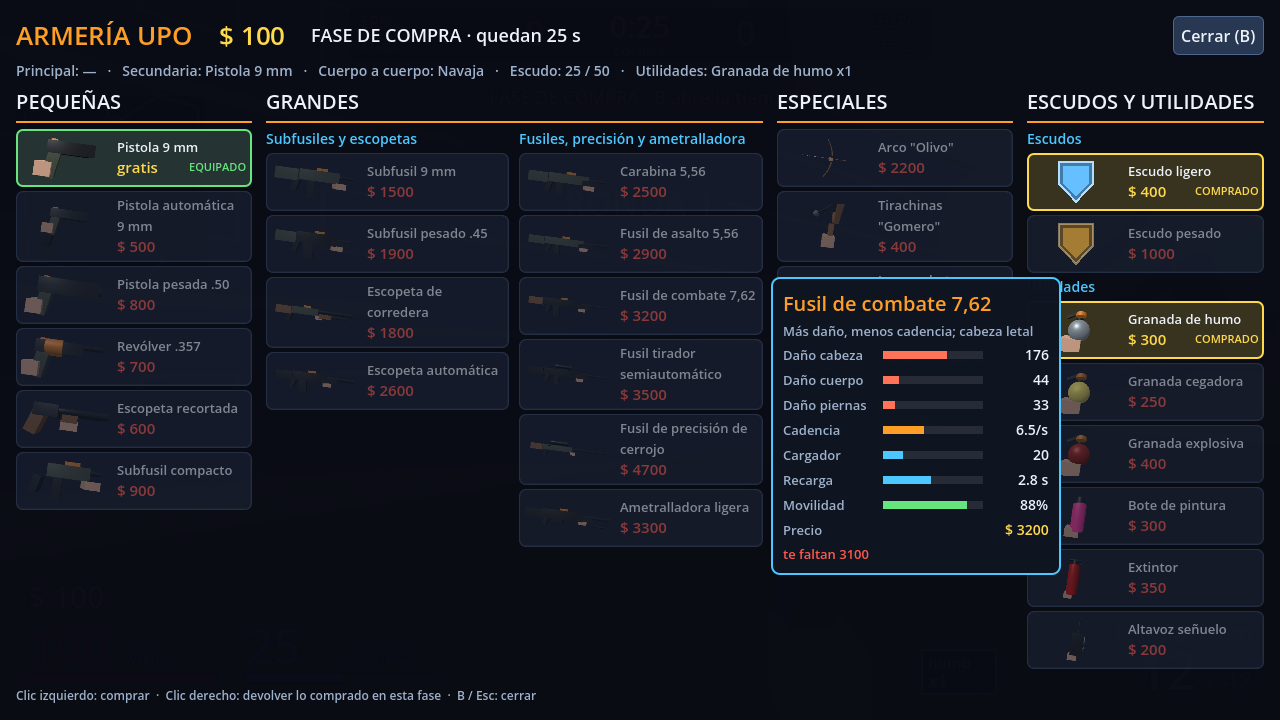 ARMERÍA UPO $ 100 FASE DE COMPRA · quedan 25 s
Cerrar (B)
Principal: — · Secundaria: Pistola 9 mm · Cuerpo a cuerpo: Navaja · Escudo: 25 / 50 · Utilidades: Granada de humo x1
PEQUEÑAS
Pistola 9 mm
gratis EQUIPADO
Pistola automática
9 mm
$ 500
Pistola pesada .50
$ 800
Revólver .357
$ 700
Escopeta recortada
$ 600
Subfusil compacto
$ 900
GRANDES
Subfusiles y escopetas
Subfusil 9 mm
$ 1500
Subfusil pesado .45
$ 1900
Escopeta de
corredera
$ 1800
Escopeta automática
$ 2600
Fusiles, precisión y ametralladora
Carabina 5,56
$ 2500
Fusil de asalto 5,56
$ 2900
Fusil de combate 7,62
$ 3200
Fusil tirador
semiautomático
$ 3500
Fusil de precisión de
cerrojo
$ 4700
Ametralladora ligera
$ 3300
ESPECIALES
Arco "Olivo"
$ 2200
Tirachinas
"Gomero"
$ 400
Fusil de combate 7,62
Más daño, menos cadencia; cabeza letal
Daño cabeza 176
Daño cuerpo 44
Daño piernas 33
Cadencia 6.5/s
Cargador 20
Recarga 2.8 s
Movilidad 88%
Precio $ 3200
te faltan 3100
ESCUDOS Y UTILIDADES
Escudos
Escudo ligero
$ 400 COMPRADO
Escudo pesado
$ 1000
Granada de humo
$ 300 COMPRADO
Granada cegadora
$ 250
Granada explosiva
$ 400
Bote de pintura
$ 300
Extintor
$ 350
Altavoz señuelo
$ 200
Clic izquierdo: comprar · Clic derecho: devolver lo comprado en esta fase · B / Esc: cerrar